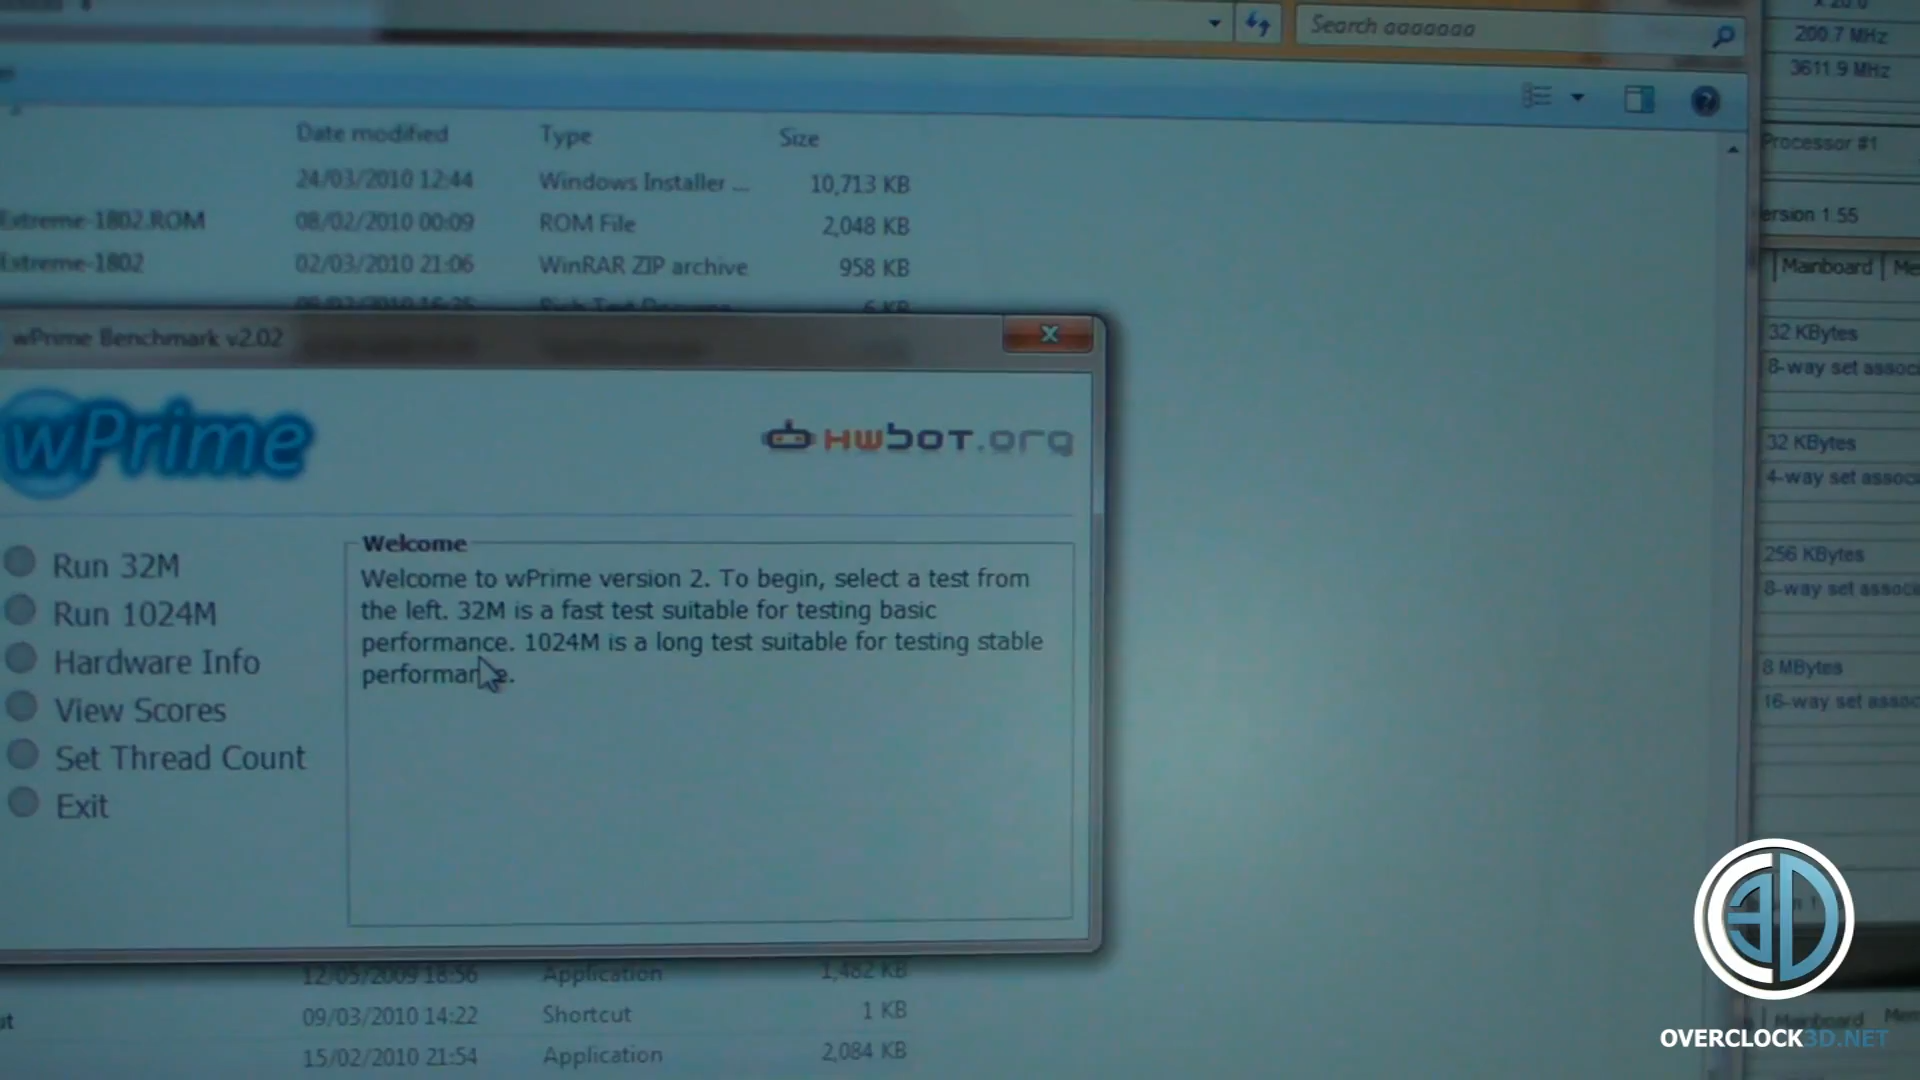 Search aaaaaaa
x 20.0
200.7 MHz
3611.9 MHz
Date modified Type Size
24/03/2010 12:44 Windows Installer ... 10,713 KB
Extreme-1802.ROM 08/02/2010 00:09 ROM File 2,048 KB
Extreme-1802 02/03/2010 21:06 WinRAR ZIP archive 958 KB
6 KB
Processor #1
ersion 1.55
Mainboard
32 KBytes
8-way set associ
32 KBytes
4-way set associ
256 KBytes
8-way set associ
8 MBytes
16-way set assoc
wPrime Benchmark v2.02
wPrime
HWBOT.org
Run 32M
Run 1024M
Hardware Info
View Scores
Set Thread Count
Exit
Welcome
Welcome to wPrime version 2. To begin, select a test from
the left. 32M is a fast test suitable for testing basic
performance. 1024M is a long test suitable for testing stable
performance.
12/05/2009 18:56 Application 1,482 KB
09/03/2010 14:22 Shortcut 1 KB
15/02/2010 21:54 Application 2,084 KB
Mainboard
OVERCLOCK3D.NET